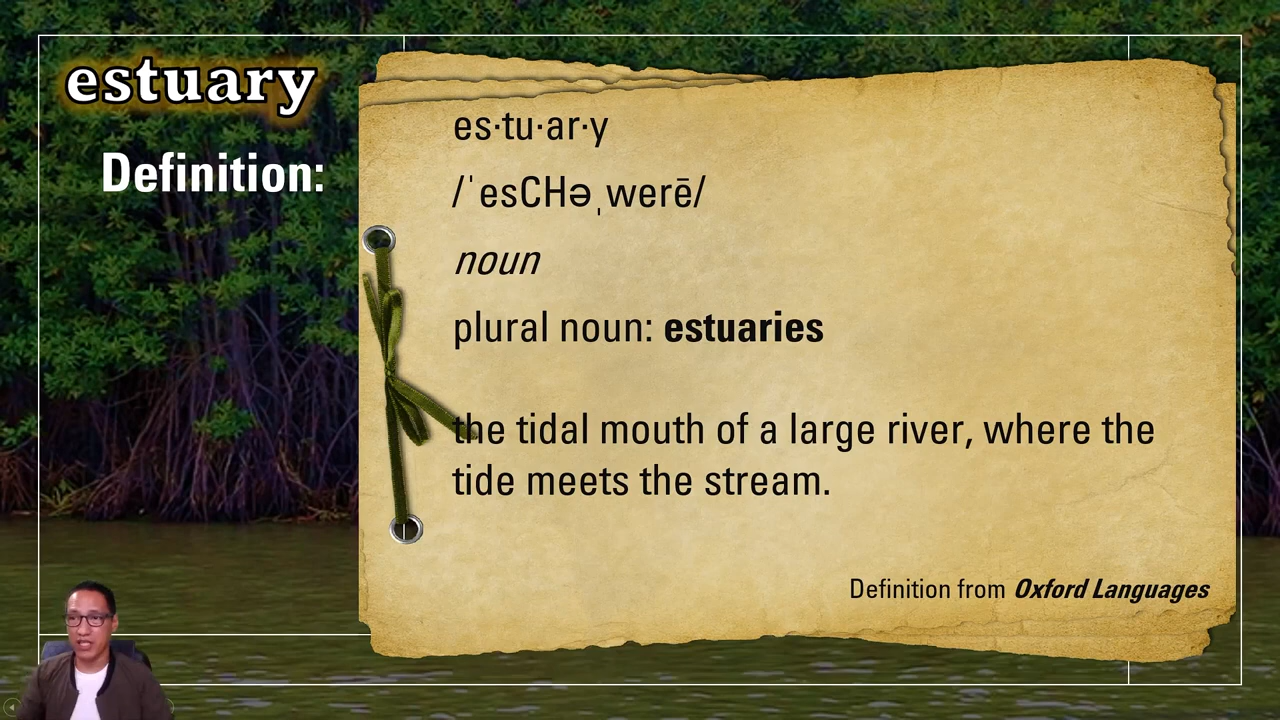 estuary
Definition:
es·tu·ar·y
/ˈesCHəˌwerē/
noun
plural noun: estuaries
the tidal mouth of a large river, where the
tide meets the stream.
Definition from Oxford Languages